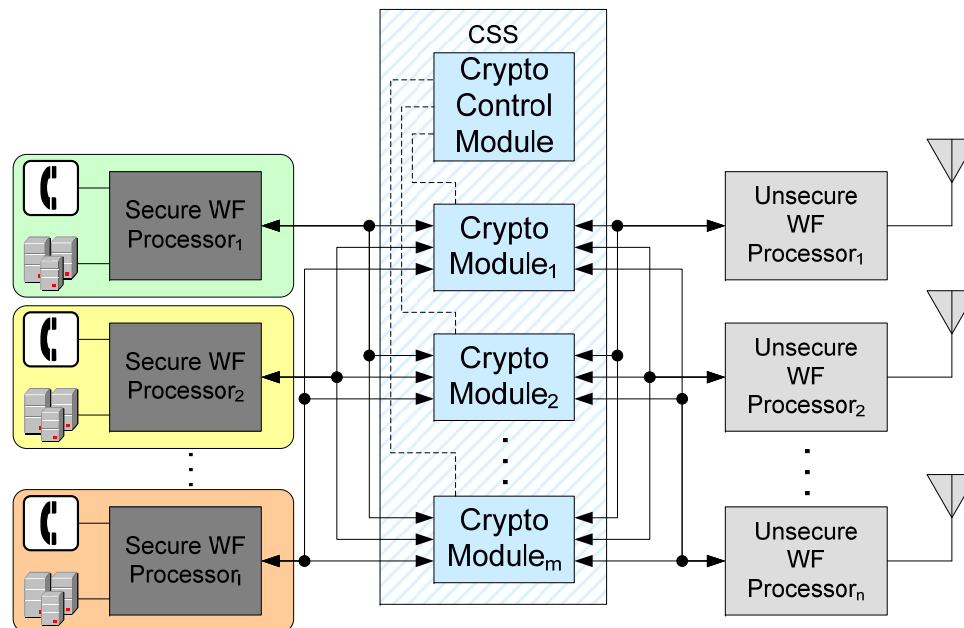 CSS
Crypto
Control
Module
Secure WF
Processor₁
Crypto
Module₁
Unsecure
WF
Processor₁
Secure WF
Processor₂
Crypto
Module₂
Unsecure
WF
Processor₂
Secure WF
Processorₗ
Crypto
Moduleₘ
Unsecure
WF
Processorₙ